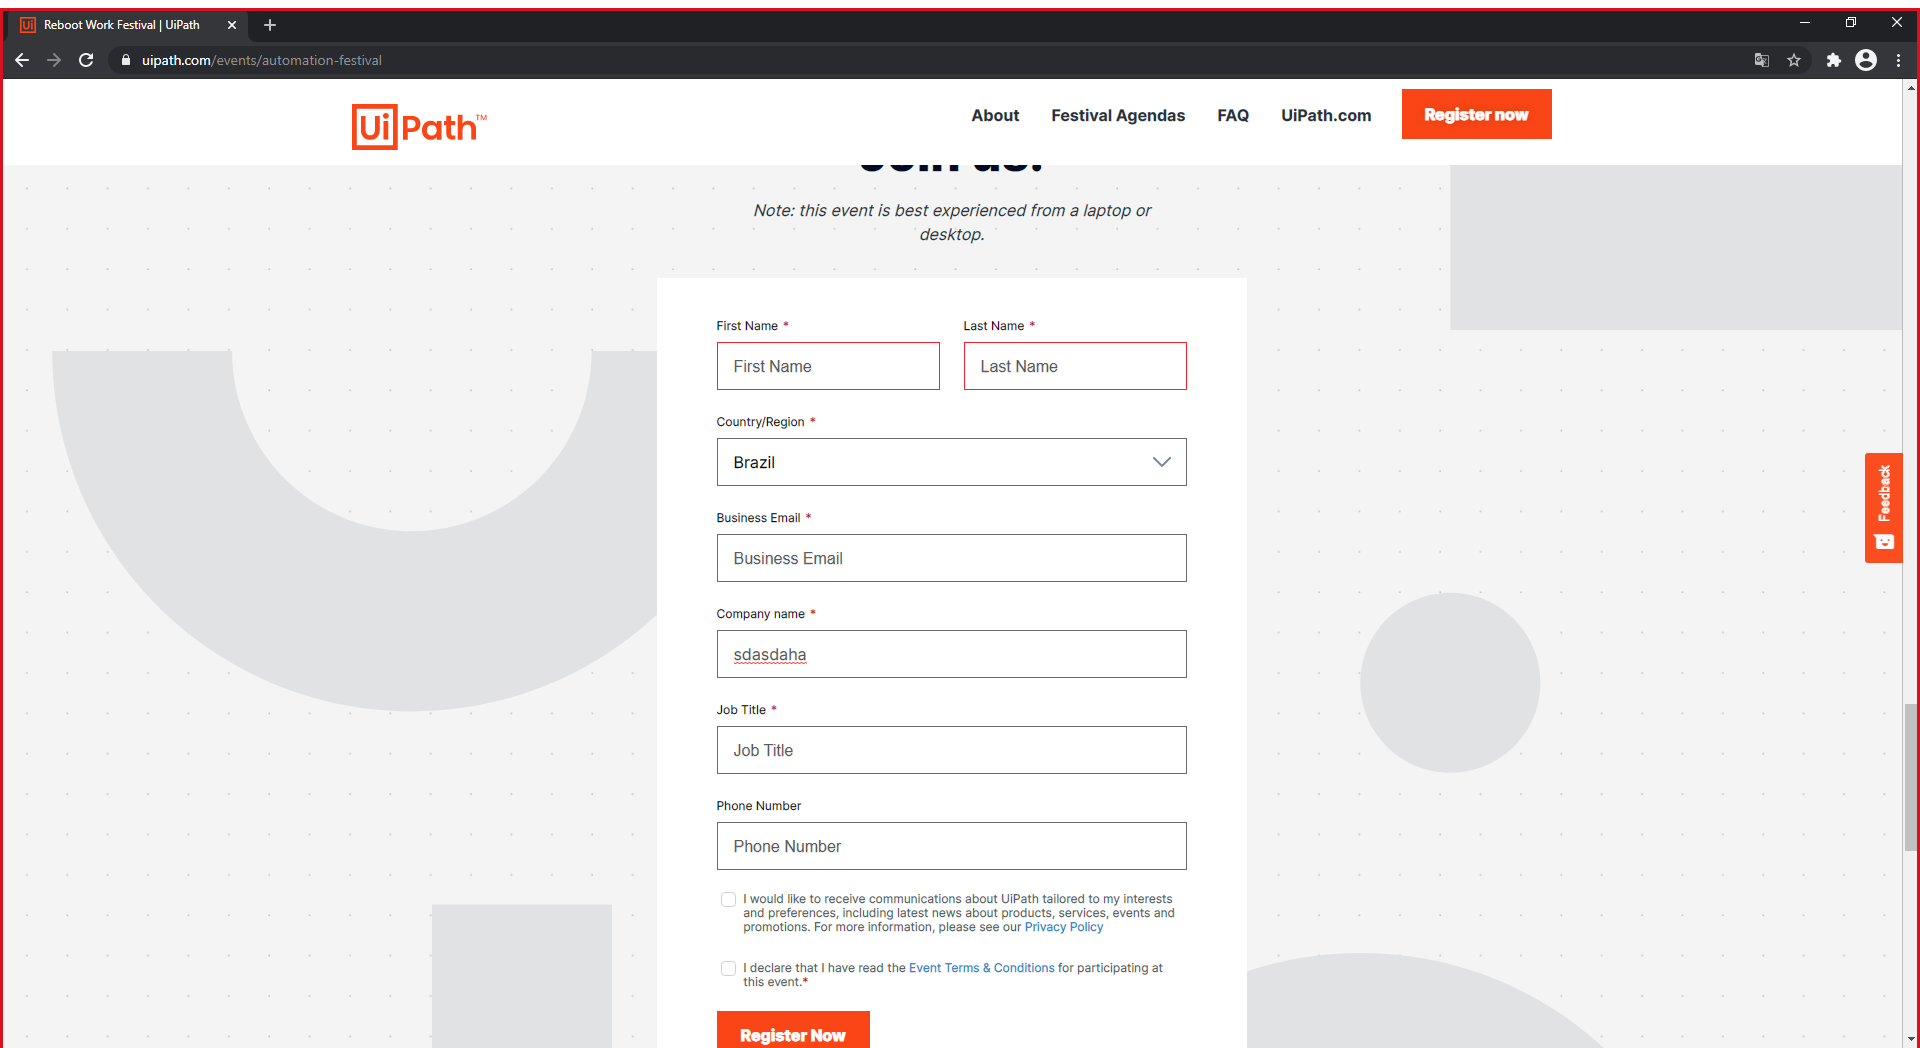 Reboot Work Festival | UiPath
uipath.com/events/automation-festival
UiPath™
About
Festival Agendas
FAQ
UiPath.com
Register now
Join us!
Note: this event is best experienced from a laptop or
desktop.
First Name *
Last Name *
First Name
Last Name
Country/Region *
Brazil
Business Email *
Business Email
Company name *
sdasdaha
Job Title *
Job Title
Phone Number
Phone Number
I would like to receive communications about UiPath tailored to my interests
and preferences, including latest news about products, services, events and
promotions. For more information, please see our Privacy Policy
I declare that I have read the Event Terms & Conditions for participating at
this event.*
Register Now
Feedback